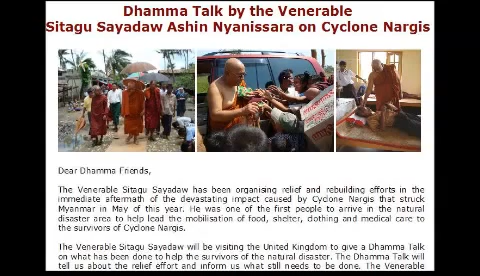 Dhamma Talk by the Venerable
Sitagu Sayadaw Ashin Nyanissara on Cyclone Nargis
Dear Dhamma Friends,
The Venerable Sitagu Sayadaw has been organising relief and rebuilding efforts in the
immediate aftermath of the devastating impact caused by Cyclone Nargis that struck
Myanmar in May of this year. He was one of the first people to arrive in the natural
disaster area to help lead the mobilisation of food, shelter, clothing and medical care to
the survivors of Cyclone Nargis.
The Venerable Sitagu Sayadaw will be visiting the United Kingdom to give a Dhamma Talk
on what has been done to help the survivors of the natural disaster. The Dhamma Talk will
tell us about the relief effort and inform us what still needs to be done. The Venerable